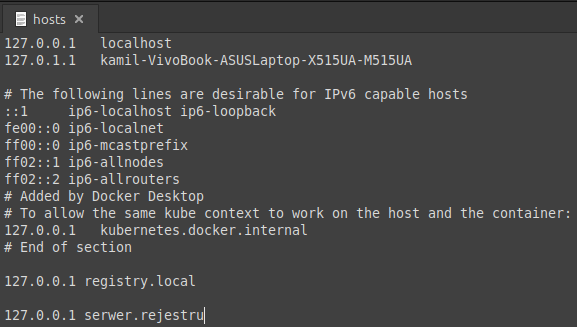 hosts
127.0.0.1   localhost
127.0.1.1   kamil-VivoBook-ASUSLaptop-X515UA-M515UA
# The following lines are desirable for IPv6 capable hosts
::1     ip6-localhost ip6-loopback
fe00::0 ip6-localnet
ff00::0 ip6-mcastprefix
ff02::1 ip6-allnodes
ff02::2 ip6-allrouters
# Added by Docker Desktop
# To allow the same kube context to work on the host and the container:
127.0.0.1   kubernetes.docker.internal
# End of section
127.0.0.1 registry.local
127.0.0.1 serwer.rejestru